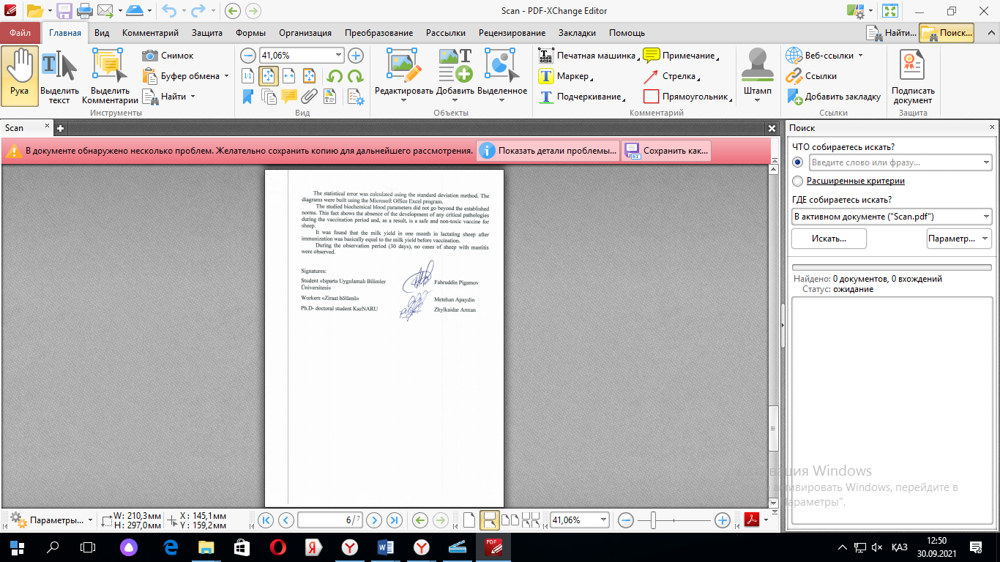 Scan - PDF-XChange Editor
Файл Главная Вид Комментарий Защита Формы Организация Преобразование Рассылки Рецензирование Закладки Помощь Найти... Поиск...
Рука
Выделить текст
Выделить Комментарии
Снимок
Буфер обмена
Найти
Инструменты
41,06%
1:1
Вид
Редактировать Добавить Выделенное
Объекты
Печатная машинка
Маркер
Подчеркивание
Примечание
Стрелка
Прямоугольник
Штамп
Комментарий
Веб-ссылки
Ссылки
Добавить закладку
Ссылки
Подписать документ
Защита
Scan
В документе обнаружено несколько проблем. Желательно сохранить копию для дальнейшего рассмотрения. Показать детали проблемы... Сохранить как...
The statistical error was calculated using the standard deviation method. The
diagrams were built using the Microsoft Office Excel program.
The studied biochemical blood parameters did not go beyond the established
norms. This fact shows the absence of the development of any critical pathologies
during the vaccination period and, as a result, is a safe and non-toxic vaccine for
sheep.
It was found that the milk yield in one month in lactating sheep after
immunization was basically equal to the milk yield before vaccination.
During the observation period (30 days), no cases of sheep with mastitis
were observed.
Signatures:
Student «Isparta Uygulamalı Bilimler Fahruddin Pigamov
Üniversitesi»
Workers «Ziraat bölümü» Metehan Apaydin
Ph.D- doctoral student KazNARU Zhylkaidar Arman
Поиск
ЧТО собираетесь искать?
Введите слово или фразу...
Расширенные критерии
ГДЕ собираетесь искать?
В активном документе ("Scan.pdf")
Искать... Параметр...
Найдено: 0 документов, 0 вхождений
Статус: ожидание
Windows
активировать Windows, перейдите в
Параметры".
Параметры... W: 210,3мм H: 297,0мм X : 145,1мм Y : 159,2мм 6 / 7 41,06%
ҚАЗ
12:50
30.09.2021